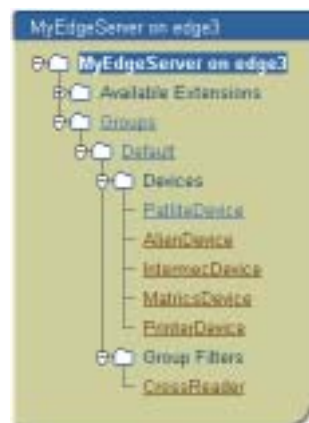 MyEdgeServer on edge3
MyEdgeServer on edge3
Available Extensions
Groups
Default
Devices
PatliteDevice
AlienDevice
IntermecDevice
MatricsDevice
PrinterDevice
Group Filters
CrossReader